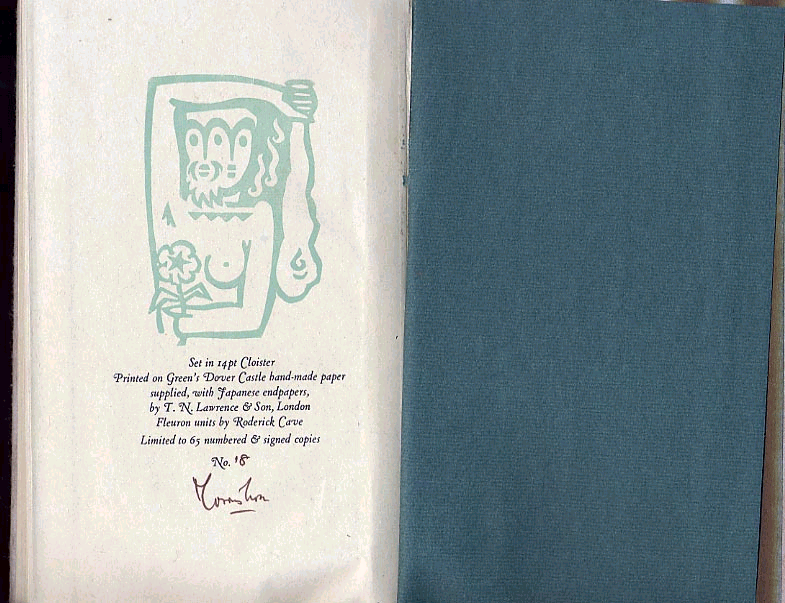 Set in 14pt Cloister
Printed on Green's Dover Castle hand-made paper
supplied, with Japanese endpapers,
by T. N. Lawrence & Son, London
Fleuron units by Roderick Cave
Limited to 65 numbered & signed copies
No. 18